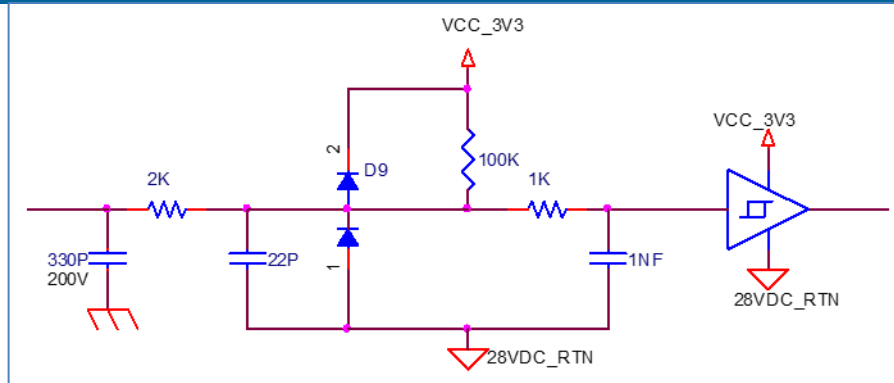 VCC_3V3
VCC_3V3
2
D9
100K
2K
1K
330P
200V
22P
1NF
1
28VDC_RTN
28VDC_RTN